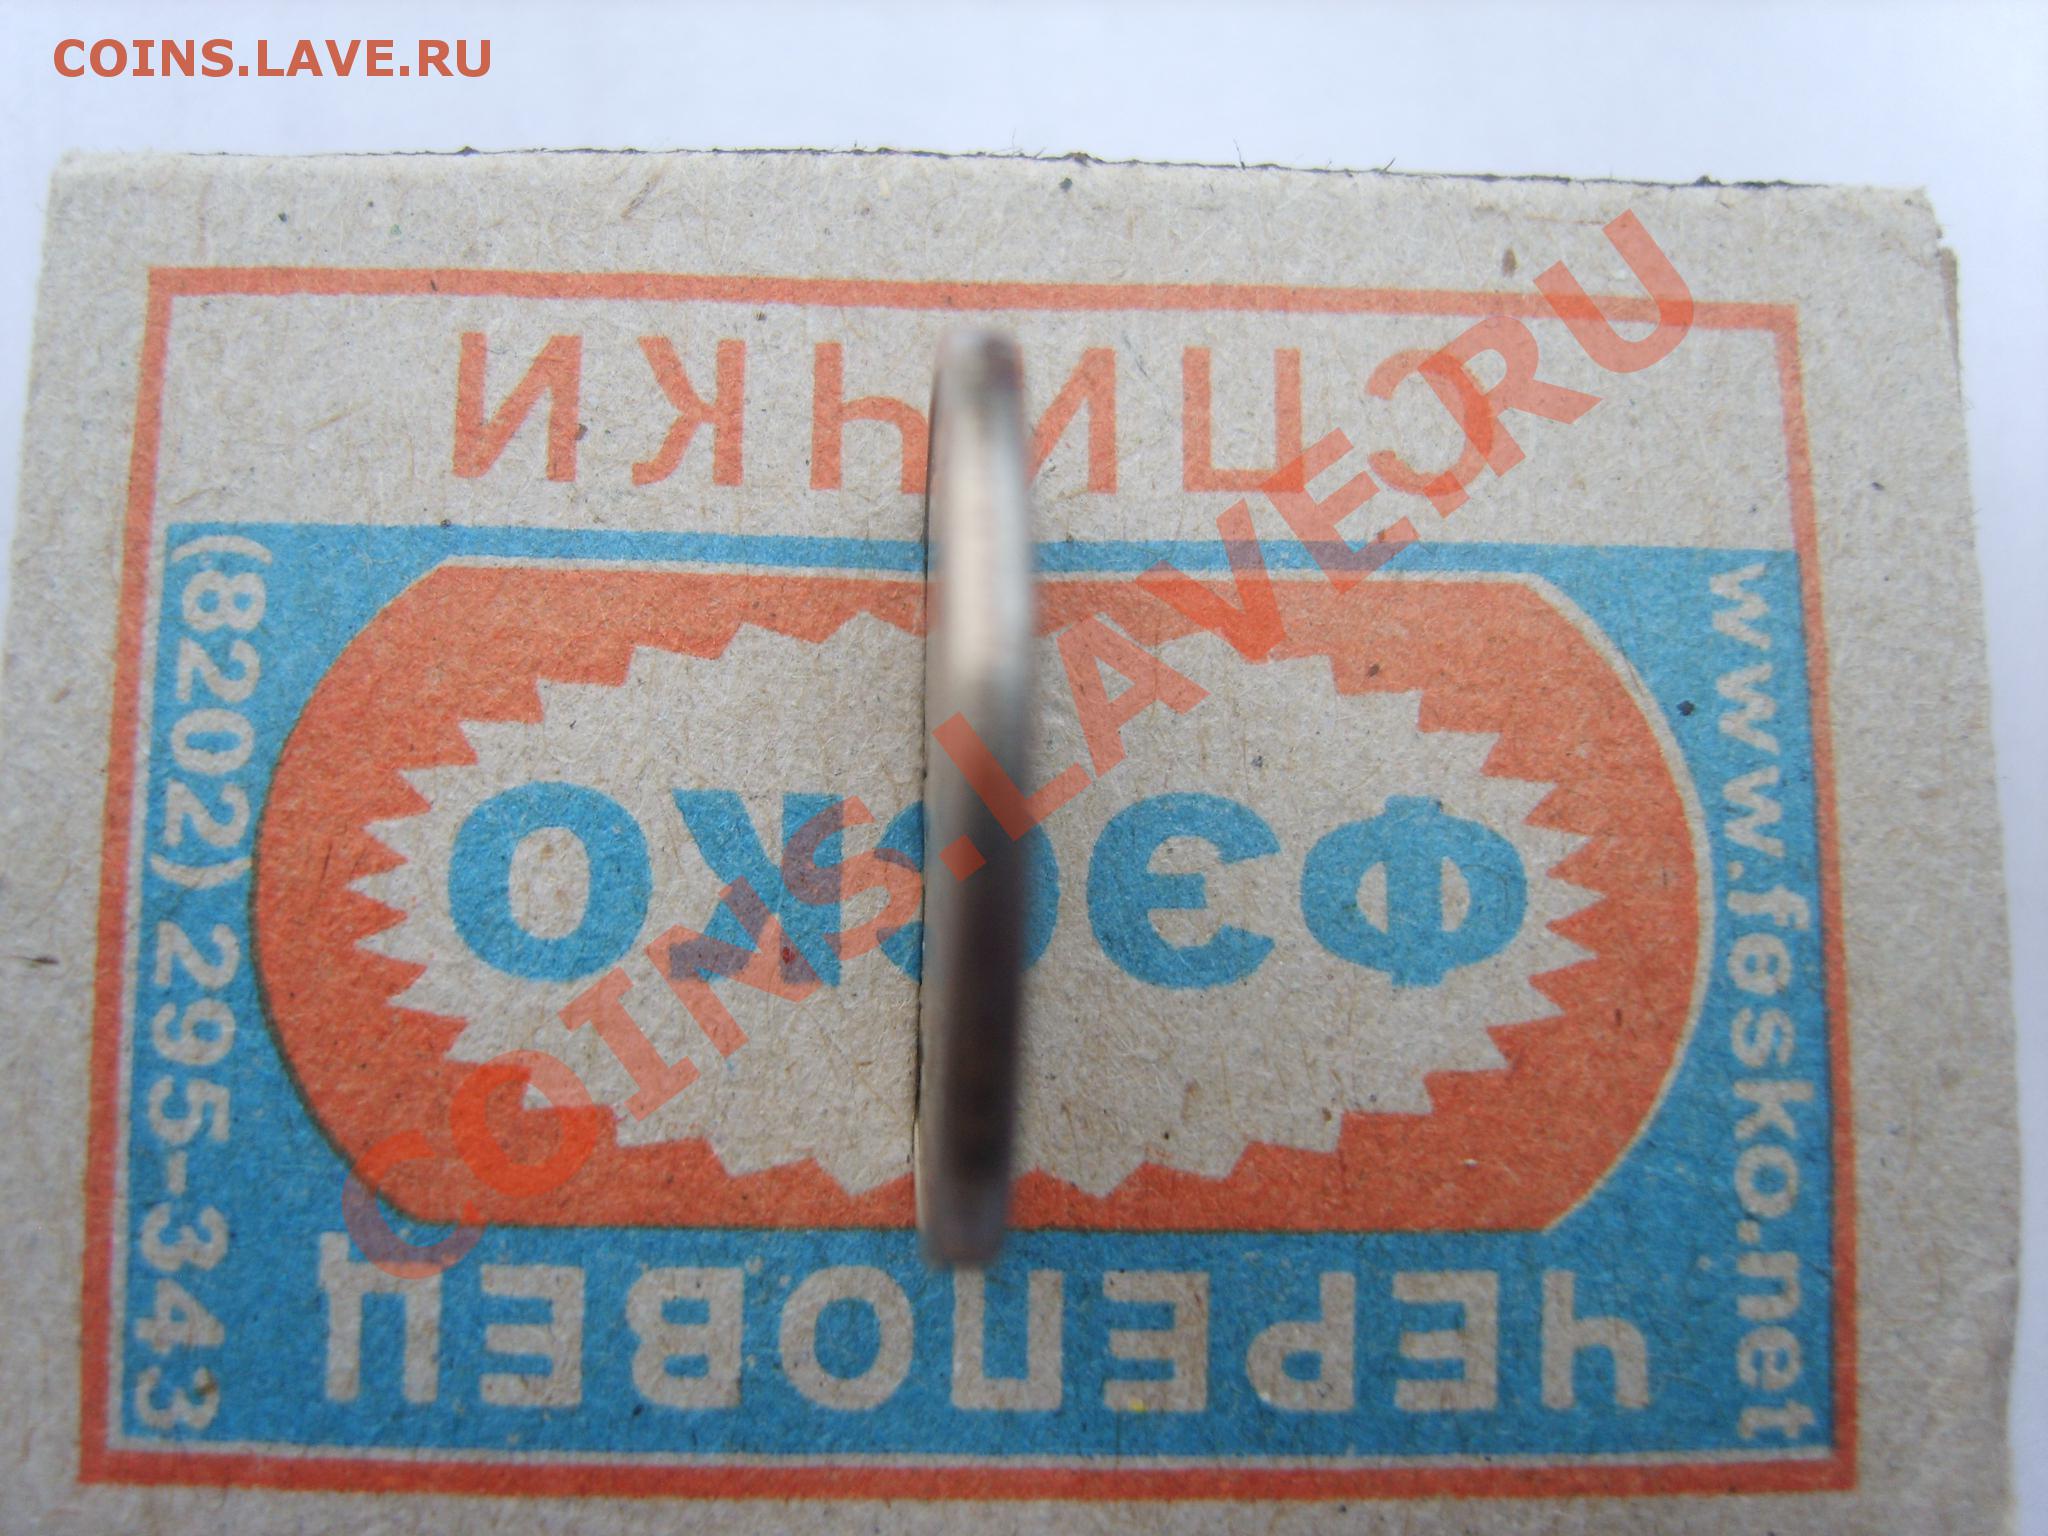 COINS.LAVE.RU
ЧЕРЕПОВЕЦ
ФЭСКО
СПИЧКИ
www.fesko.net
(8202) 295-343
COINS.LAVE.RU